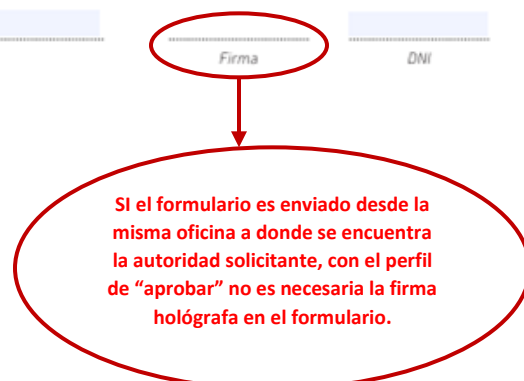 Firma
DNI
SI el formulario es enviado desde la
misma oficina a donde se encuentra
la autoridad solicitante, con el perfil
de “aprobar” no es necesaria la firma
hológrafa en el formulario.